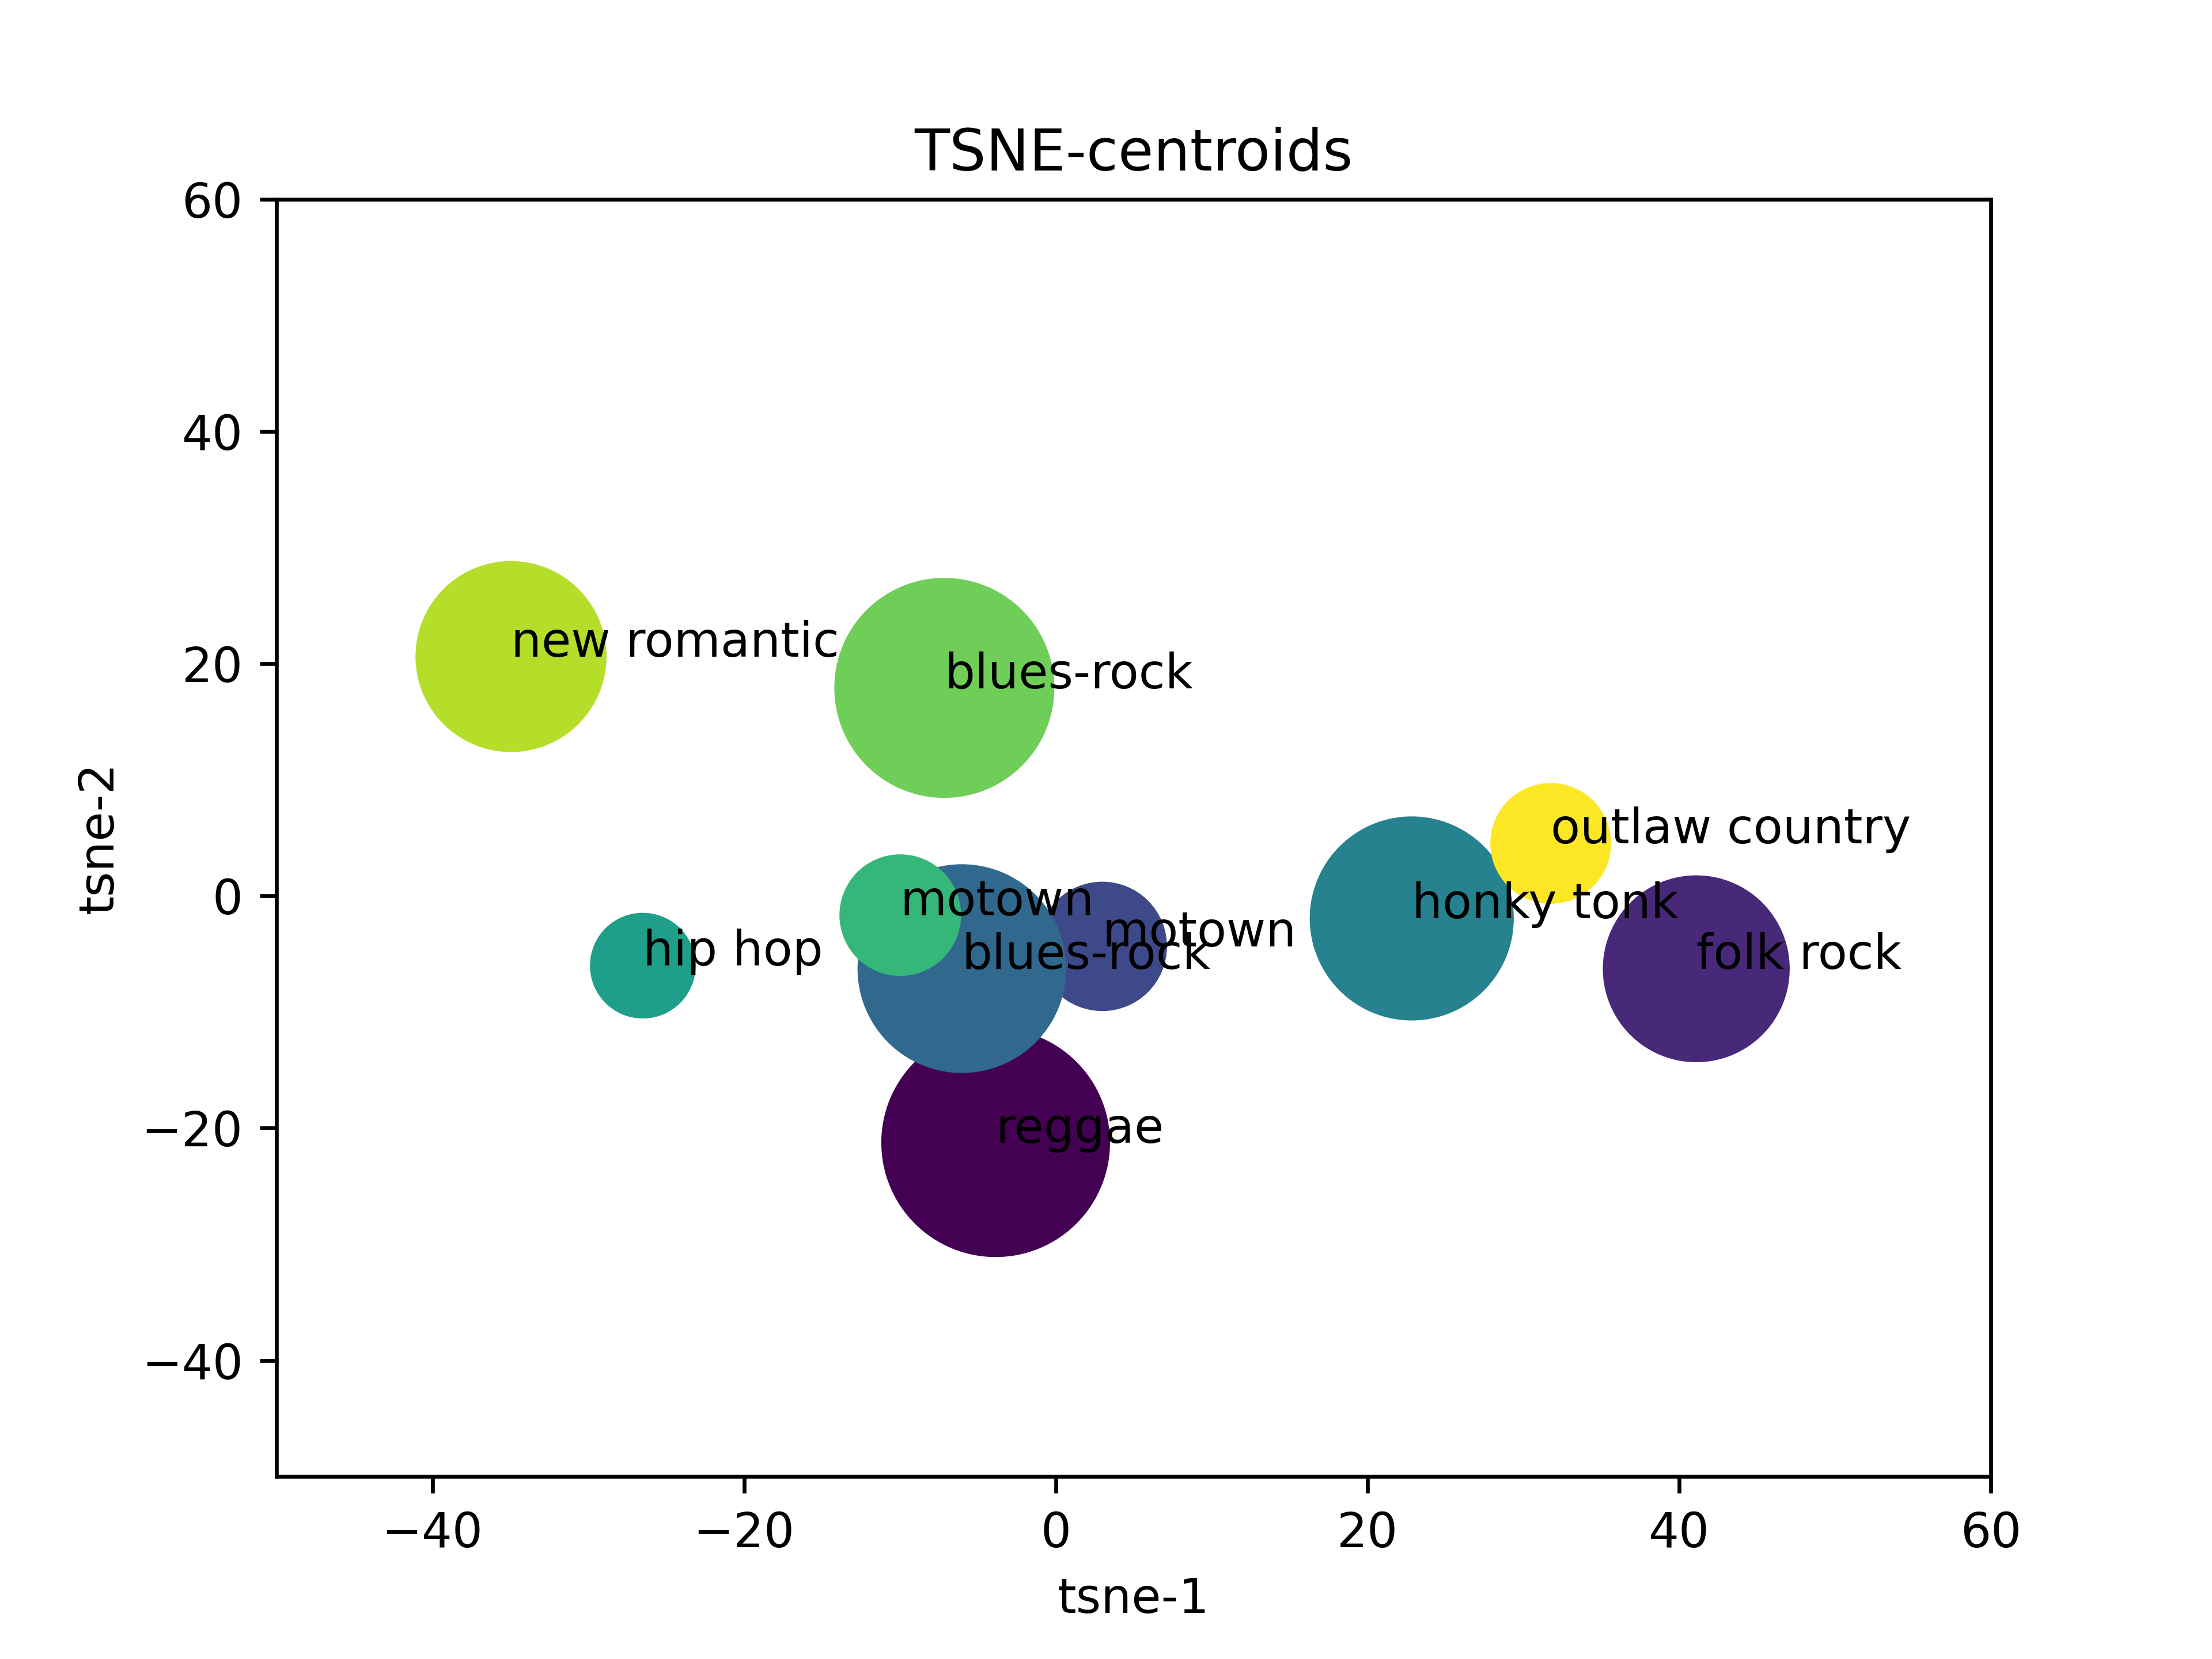 TSNE-centroids
60
40
20
0
−20
−40
tsne-2
new romantic
blues-rock
outlaw country
motown
honky tonk
motown
hip hop
blues-rock
folk rock
reggae
−40
−20
0
20
40
60
tsne-1